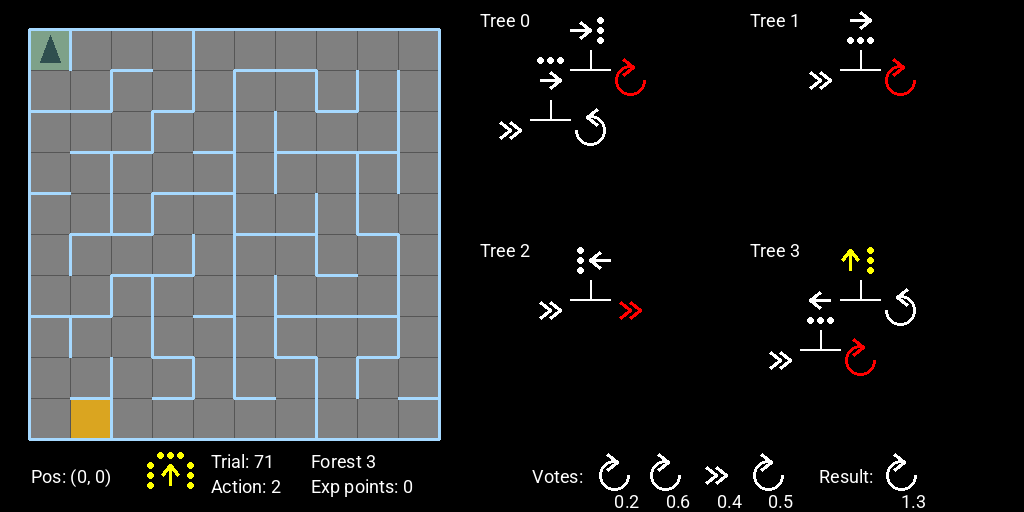 Tree 0
Tree 1
Tree 2
Tree 3
Pos: (0, 0)
Trial: 71
Action: 2
Forest 3
Exp points: 0
Votes:
0.2
0.6
0.4
0.5
Result:
1.3